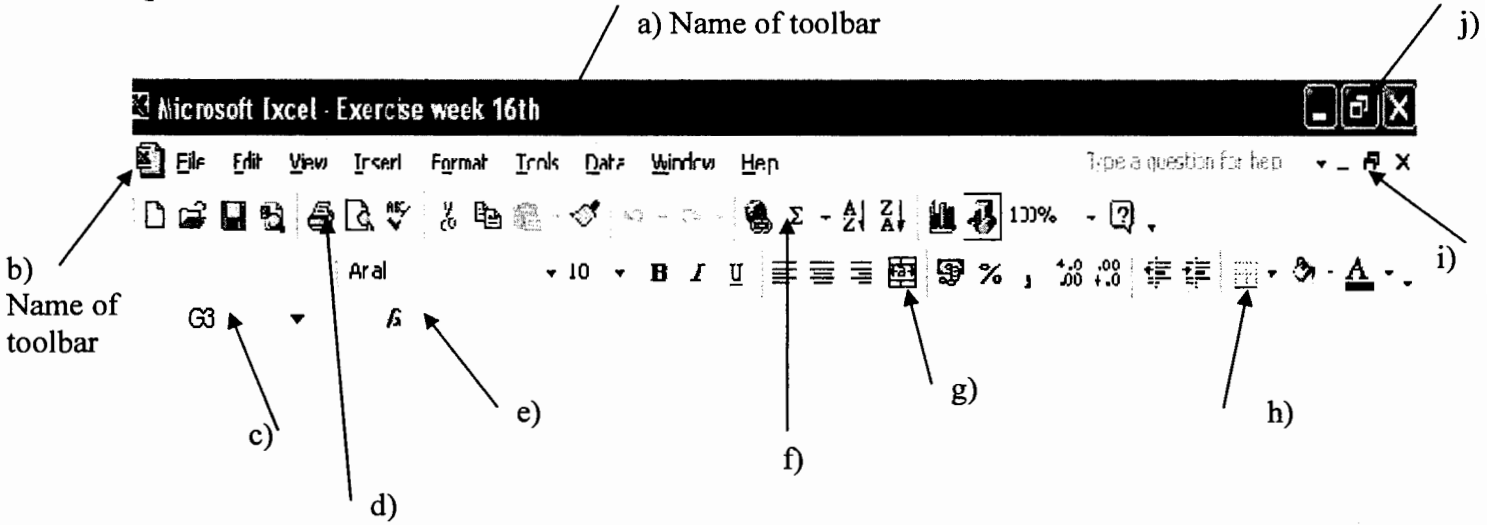 a) Name of toolbar
j)
Microsoft Excel - Exercise week 16th
File Edit View Insert Format Tools Data Window Help
Type a question for help
100%
b)
Name of
toolbar
Arial 10 B I U % ,
i)
G3 fx
g)
e)
h)
c)
f)
d)